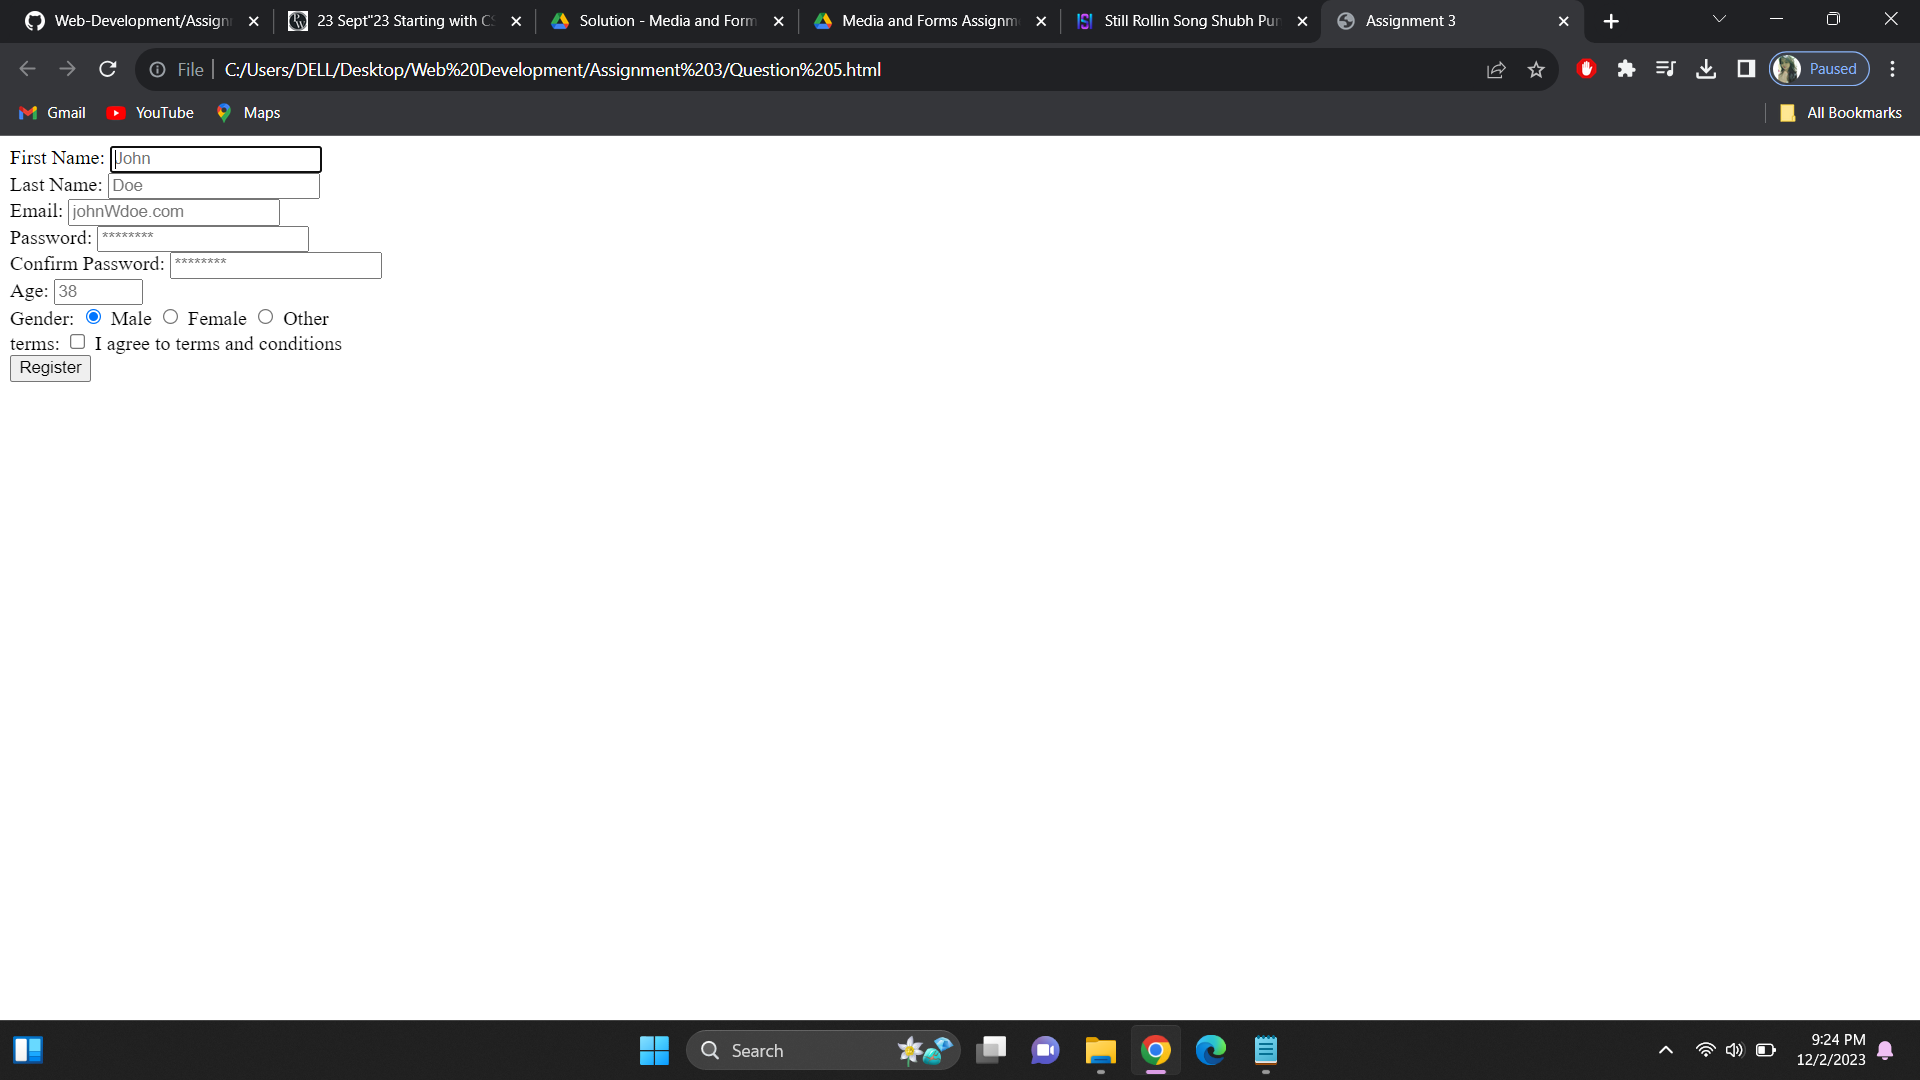 Web-Development/Assign
23 Sept"23 Starting with CS
Solution - Media and Form
Media and Forms Assignm
Still Rollin Song Shubh Pun
Assignment 3
File
C:/Users/DELL/Desktop/Web%20Development/Assignment%203/Question%205.html
Paused
Gmail
YouTube
Maps
All Bookmarks
First Name: John
Last Name: Doe
Email: johnWdoe.com
Password: ********
Confirm Password: ********
Age: 38
Gender: Male Female Other
terms: I agree to terms and conditions
Register
Search
9:24 PM
12/2/2023